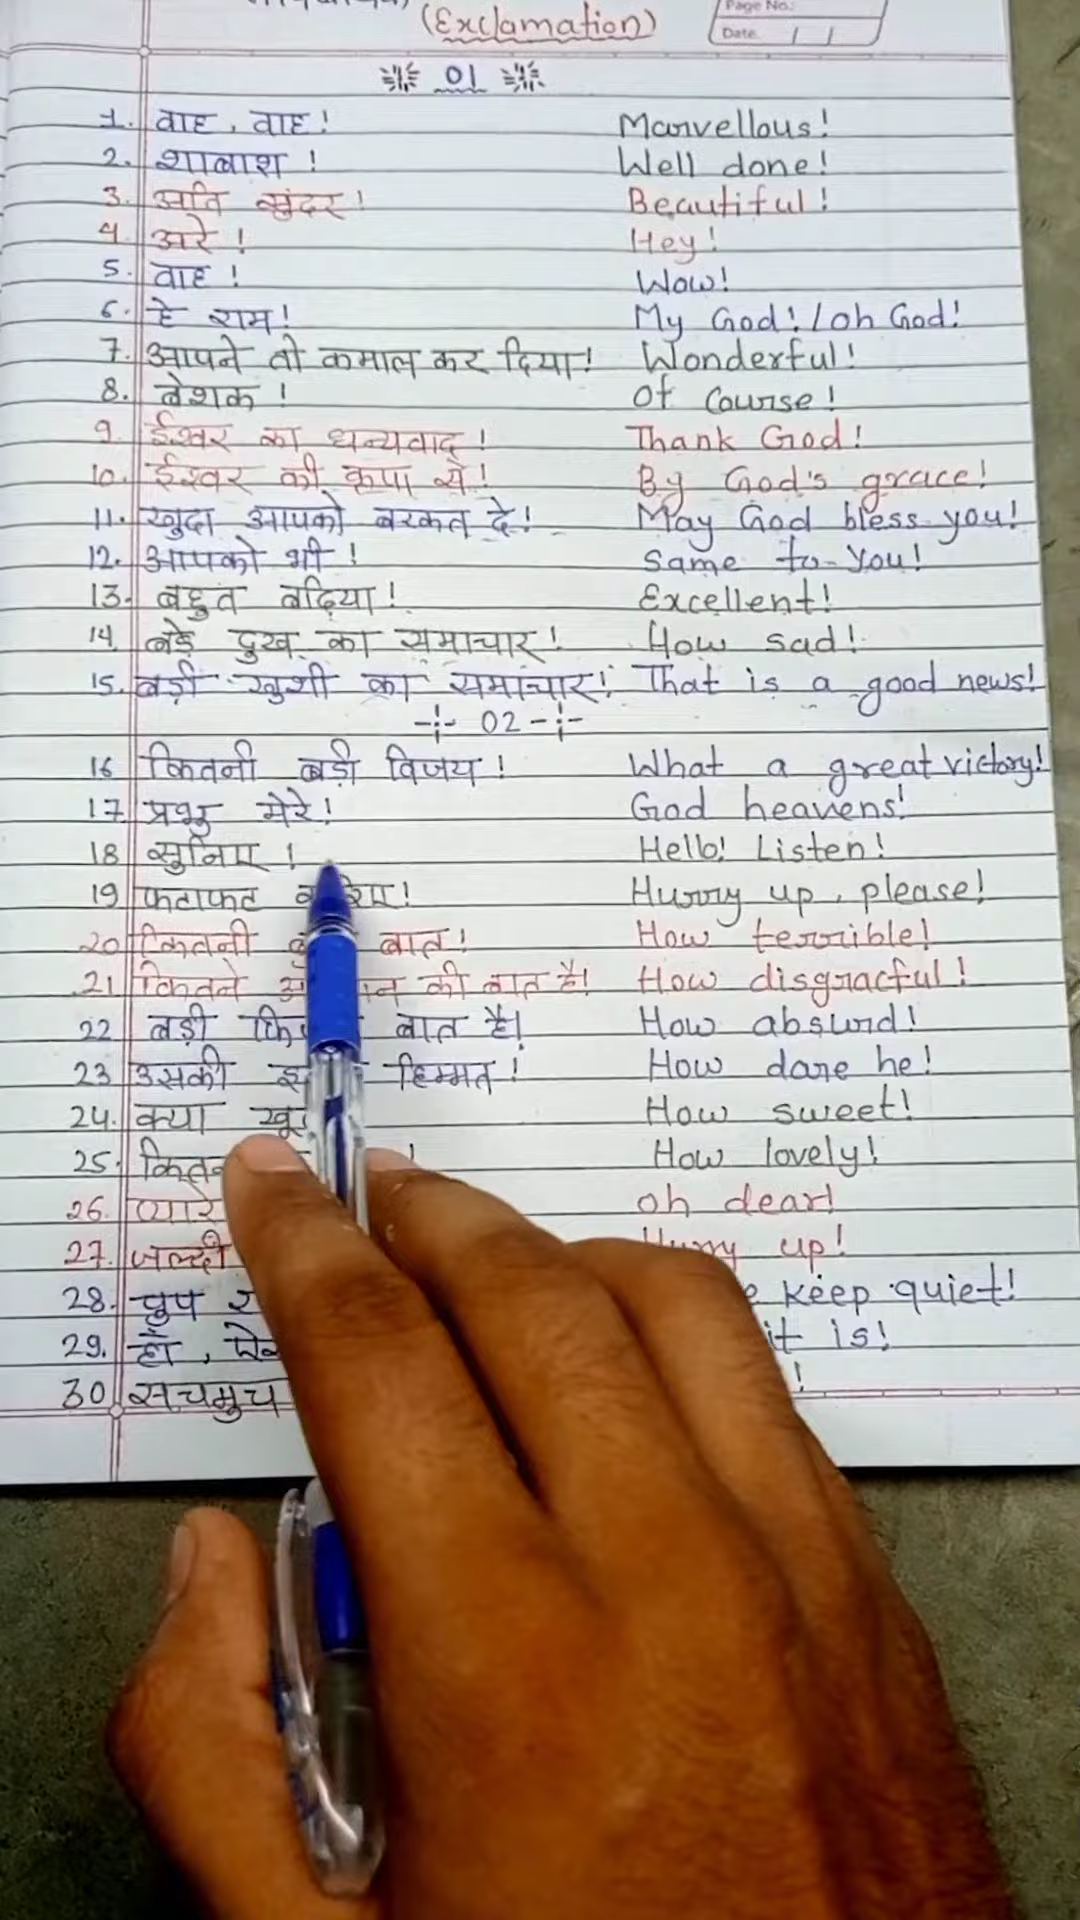 (Exclamation)
Page No.:
Date
01
1. वाह, वाह! Marvellous!
2. शाबाश! Well done!
3. अति सुंदर! Beautiful!
4. अरे! Hey!
5. वाह! Wow!
6. हे राम! My God!/oh God!
7. आपने तो कमाल कर दिया! Wonderful!
8. बेशक! Of Course!
9. ईश्वर का धन्यवाद! Thank God!
10. ईश्वर की कृपा से! By God's grace!
11. खुदा आपको बरकत दे! May God bless you!
12. आपको भी! Same to-You!
13. बहुत बढ़िया! Excellent!
14. बड़े दुख का समाचार! How sad!
15. बड़ी खुशी का समाचार! That is a good news!
02
16 कितनी बड़ी विजय! What a great victory!
17 प्रभु मेरे! God heavens!
18 सुनिए! Hello! Listen!
19 फटाफट Hurry up, please!
20 कितनी बात! How terrible!
21 कितने की बात है! How disgracful!
22 बड़ी बात है! How absurd!
23 उसकी हिम्मत! How dare he!
24. क्या How sweet!
25. How lovely!
26. प्यारे oh dear!
27. जल्दी Hurry up!
28. चुप keep quiet!
29. हाँ, it is!
30 सचमुच !